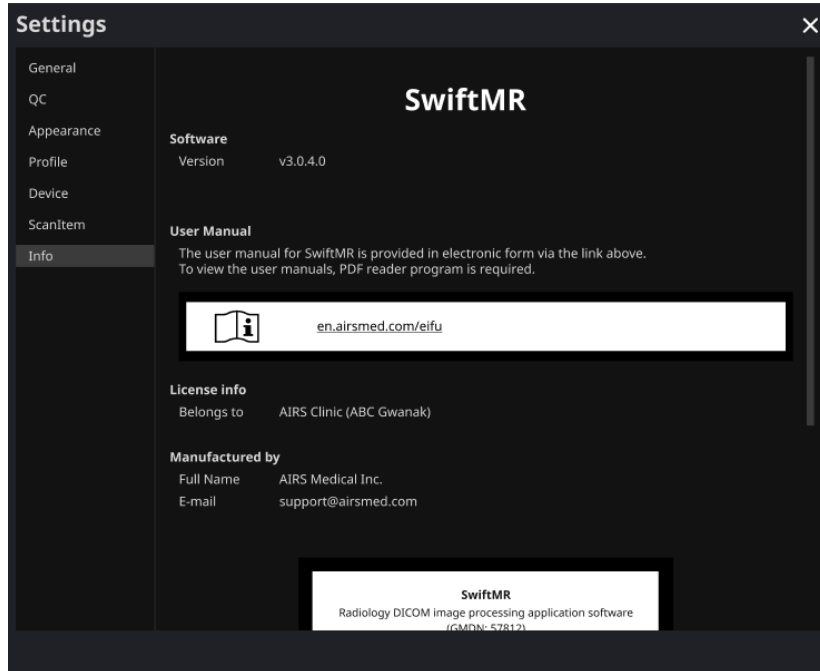 Settings
General
QC
Appearance
Profile
Device
ScanItem
Info
SwiftMR
Software
Version v3.0.4.0
User Manual
The user manual for SwiftMR is provided in electronic form via the link above.
To view the user manuals, PDF reader program is required.
en.airsmed.com/eifu
License info
Belongs to AIRS Clinic (ABC Gwanak)
Manufactured by
Full Name AIRS Medical Inc.
E-mail support@airsmed.com
SwiftMR
Radiology DICOM image processing application software
(GMDN: 57812)